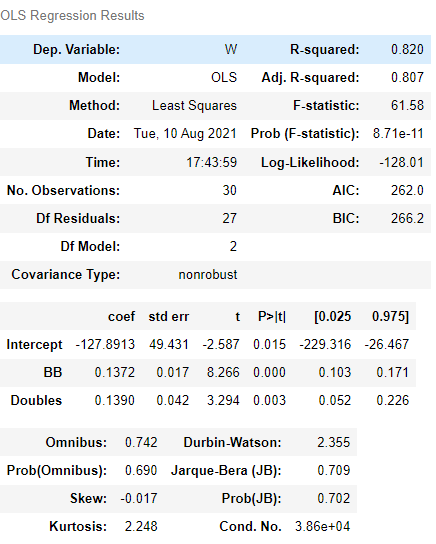 OLS Regression Results
Dep. Variable: W R-squared: 0.820
Model: OLS Adj. R-squared: 0.807
Method: Least Squares F-statistic: 61.58
Date: Tue, 10 Aug 2021 Prob (F-statistic): 8.71e-11
Time: 17:43:59 Log-Likelihood: -128.01
No. Observations: 30 AIC: 262.0
Df Residuals: 27 BIC: 266.2
Df Model: 2
Covariance Type: nonrobust
coef std err t P>|t| [0.025 0.975]
Intercept -127.8913 49.431 -2.587 0.015 -229.316 -26.467
BB 0.1372 0.017 8.266 0.000 0.103 0.171
Doubles 0.1390 0.042 3.294 0.003 0.052 0.226
Omnibus: 0.742 Durbin-Watson: 2.355
Prob(Omnibus): 0.690 Jarque-Bera (JB): 0.709
Skew: -0.017 Prob(JB): 0.702
Kurtosis: 2.248 Cond. No. 3.86e+04